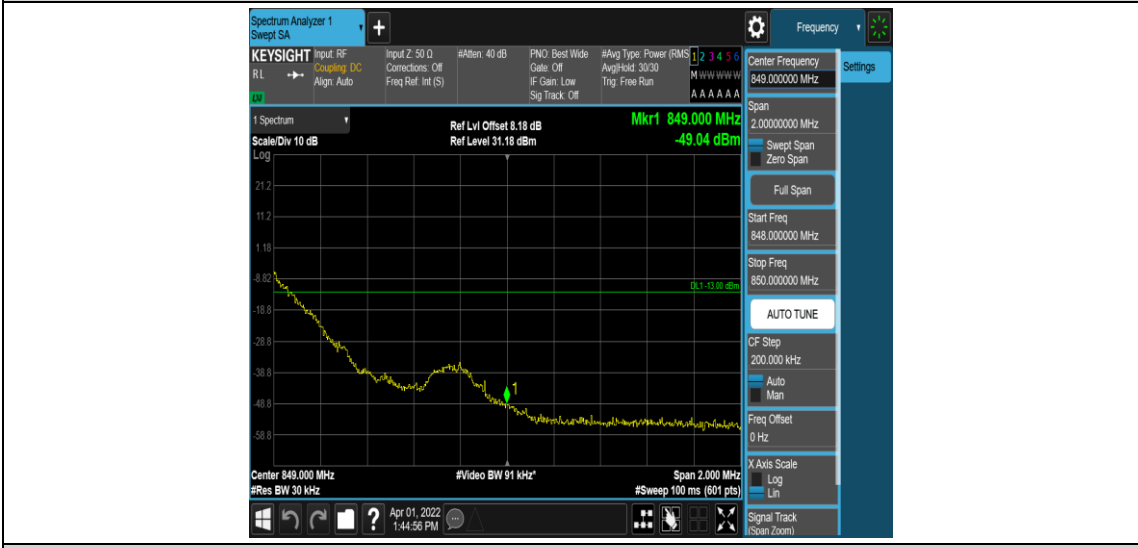 Spectrum Analyzer 1
Swept SA
+
Frequency
KEYSIGHT
RL
LXI
Input: RF
Coupling: DC
Align: Auto
Input Z: 50 Ω
Corrections: Off
Freq Ref: Int (S)
#Atten: 40 dB
PNO: Best Wide
Gate: Off
IF Gain: Low
Sig Track: Off
#Avg Type: Power (RMS
Avg|Hold: 30/30
Trig: Free Run
1 2 3 4 5 6
M W W W W W
A A A A A A
1 Spectrum
Scale/Div 10 dB
Log
Ref Lvl Offset 8.18 dB
Ref Level 31.18 dBm
Mkr1 849.000 MHz
-49.04 dBm
21.2
11.2
1.18
-8.82
-18.8
-28.8
-38.8
-48.8
-58.8
DL1 -13.00 dBm
1
Center 849.000 MHz
#Res BW 30 kHz
#Video BW 91 kHz*
Span 2.000 MHz
#Sweep 100 ms (601 pts)
?
Apr 01, 2022
1:44:56 PM
Center Frequency
849.000000 MHz
Settings
Span
2.00000000 MHz
Swept Span
Zero Span
Full Span
Start Freq
848.000000 MHz
Stop Freq
850.000000 MHz
AUTO TUNE
CF Step
200.000 kHz
Auto
Man
Freq Offset
0 Hz
X Axis Scale
Log
Lin
Signal Track
(Span Zoom)